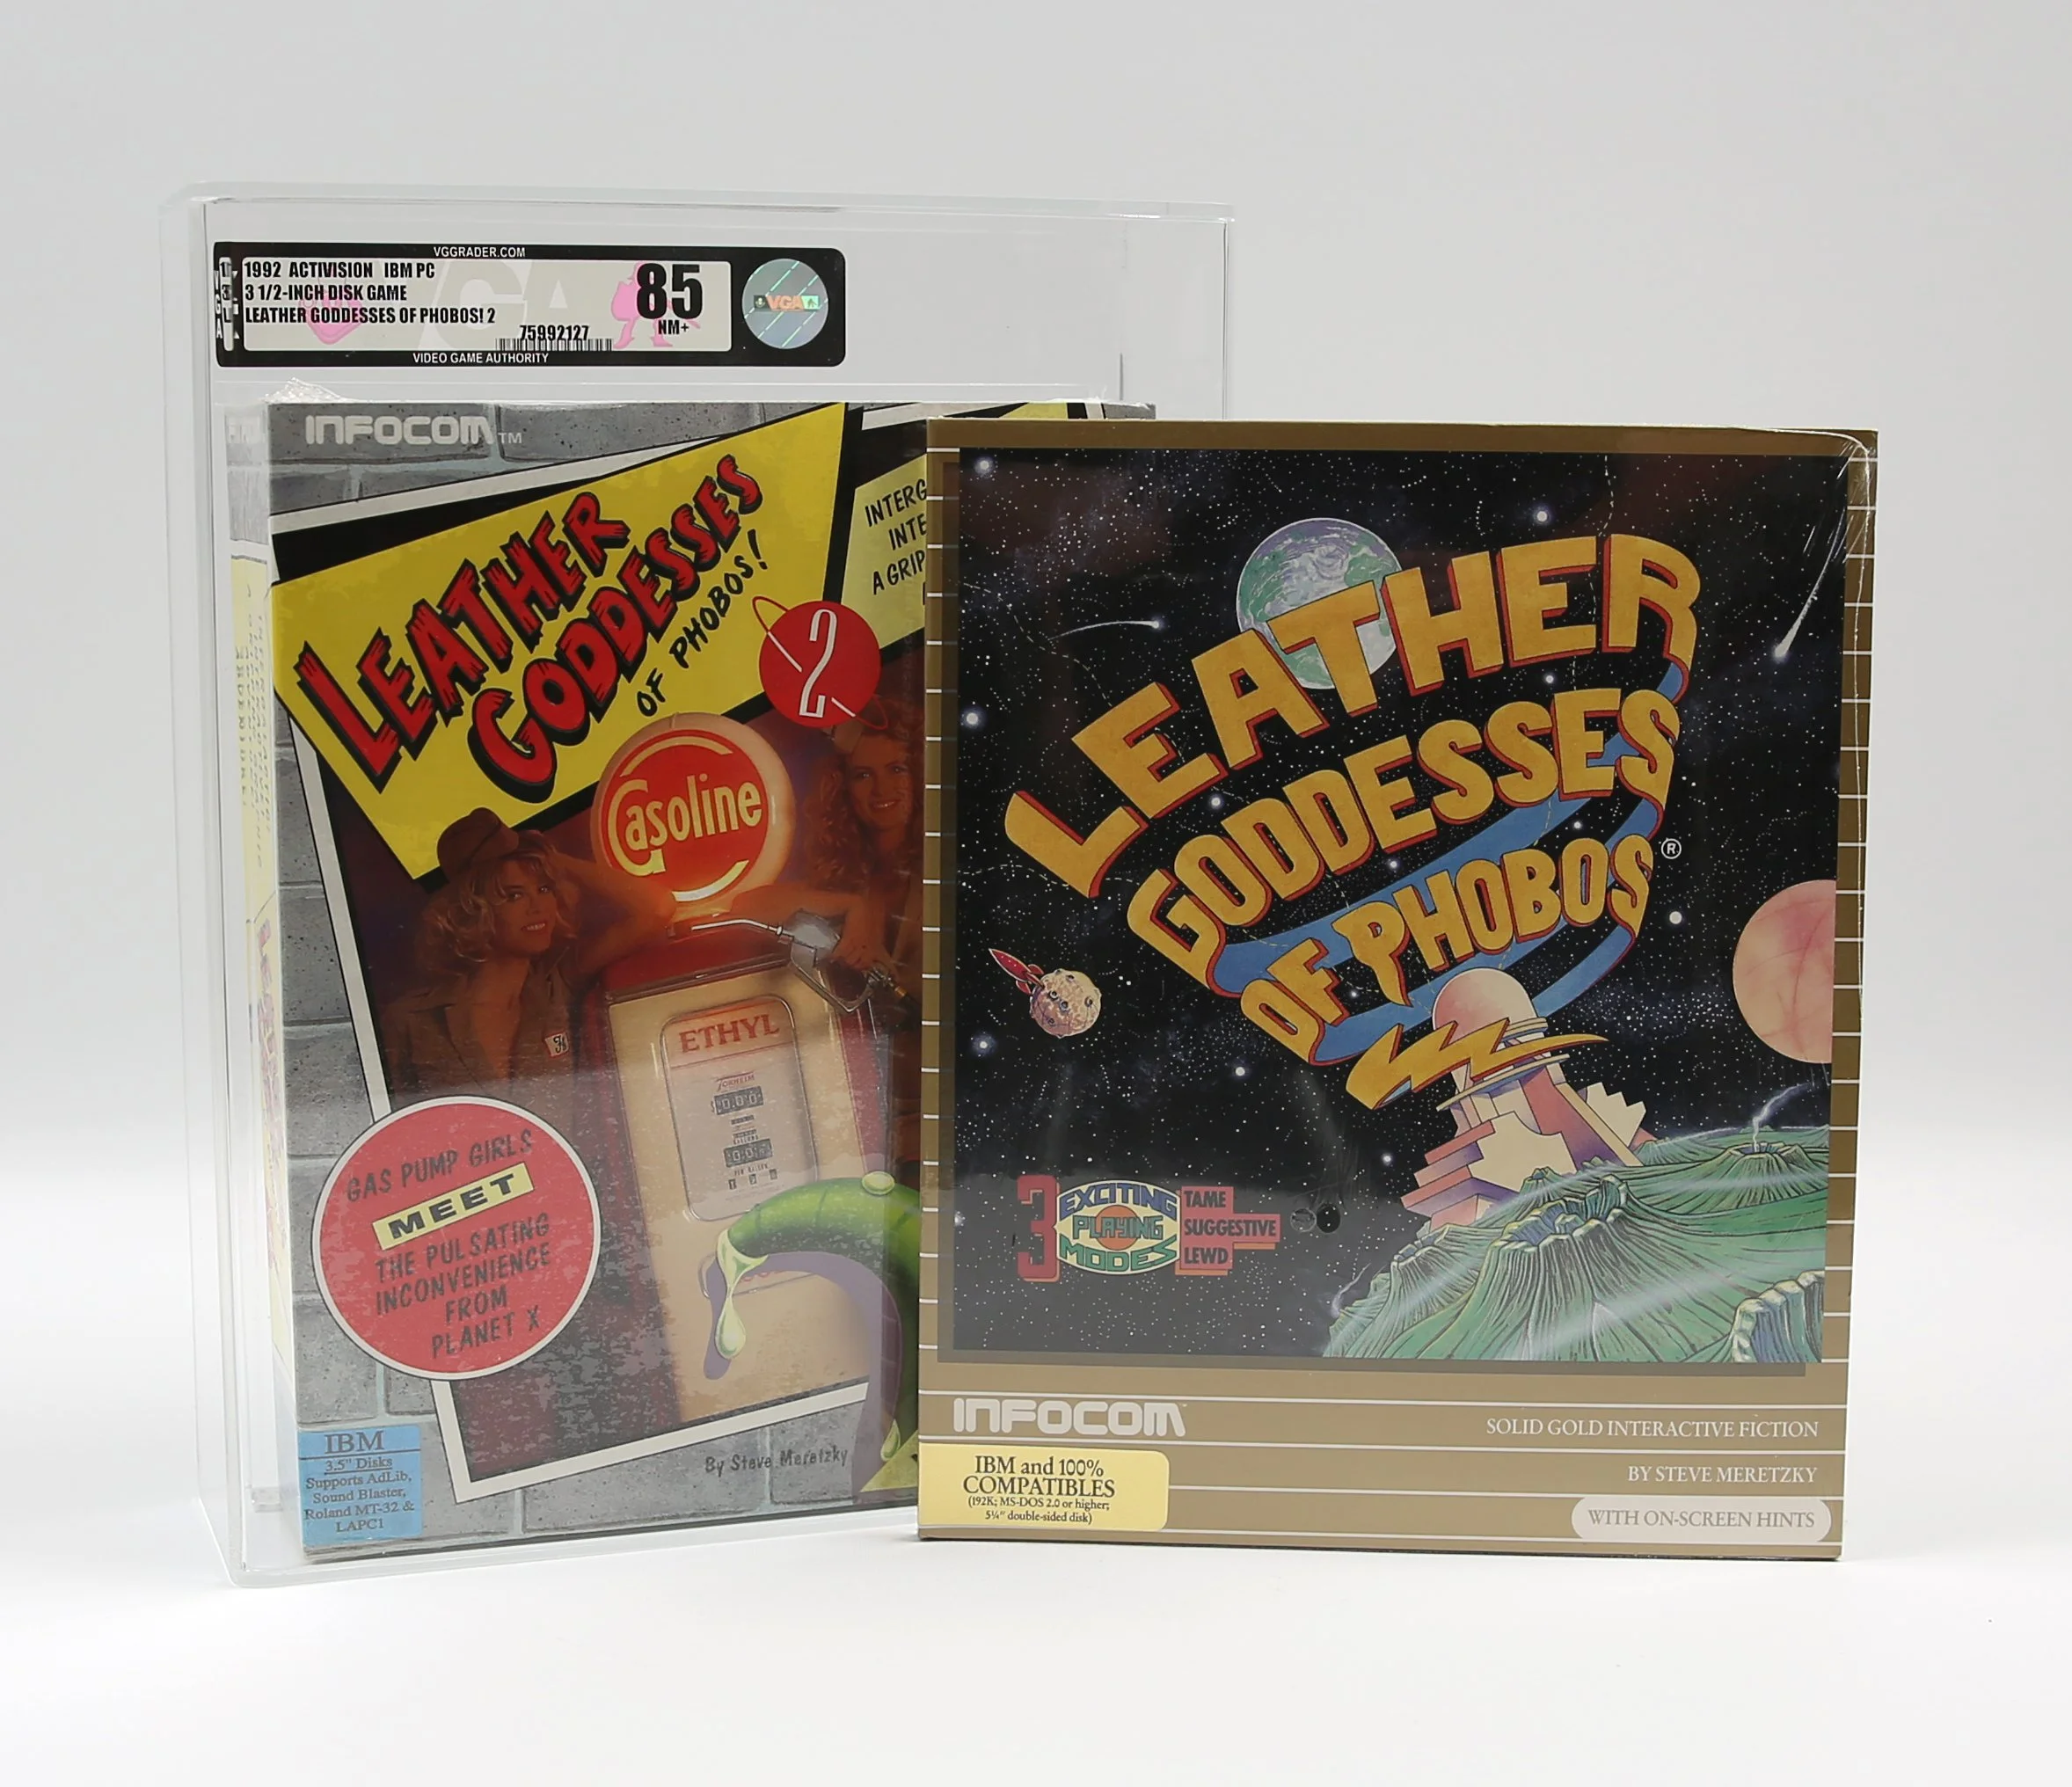 VGGRADER.COM
1992 ACTIVISION IBM PC
3 1/2-INCH DISK GAME
LEATHER GODDESSES OF PHOBOS! 2
75992127
85
NM+
VGA
VIDEO GAME AUTHORITY
INFOCOM™
LEATHER
GODDESSES
OF PHOBOS!
2
A GRIP
Gasoline
ETHYL
GAS PUMP GIRLS
MEET
THE PULSATING
INCONVENIENCE
FROM
PLANET X
By Steve Meretzky
IBM
3.5" Disks
Supports AdLib,
Sound Blaster,
Roland MT-32 &
LAPC1
LEATHER
GODDESSES
OF PHOBOS®
3 EXCITING PLAYING MODES
TAME
SUGGESTIVE
LEWD
INFOCOM™
SOLID GOLD INTERACTIVE FICTION
BY STEVE MERETZKY
WITH ON-SCREEN HINTS
IBM and 100%
COMPATIBLES
(192K; MS-DOS 2.0 or higher;
5¼" double-sided disk)